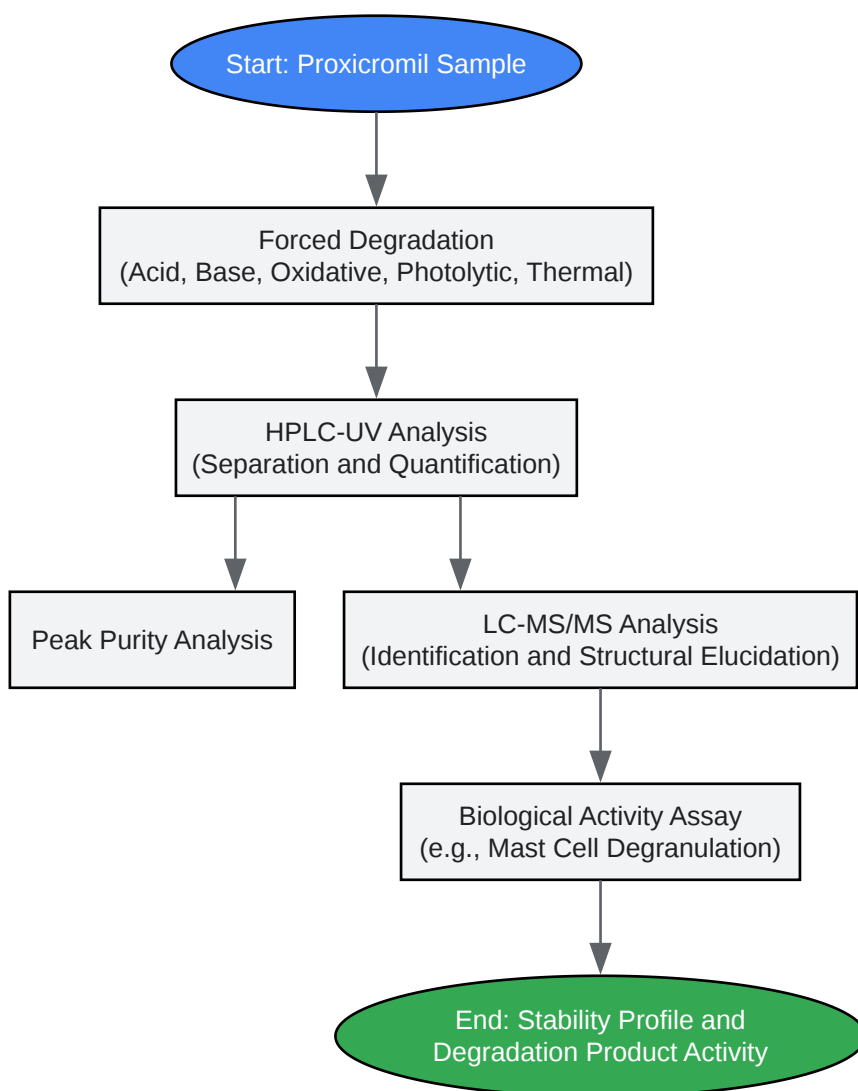 Start: Proxicromil Sample
Forced Degradation
(Acid, Base, Oxidative, Photolytic, Thermal)
HPLC-UV Analysis
(Separation and Quantification)
Peak Purity Analysis
LC-MS/MS Analysis
(Identification and Structural Elucidation)
Biological Activity Assay
(e.g., Mast Cell Degranulation)
End: Stability Profile and
Degradation Product Activity